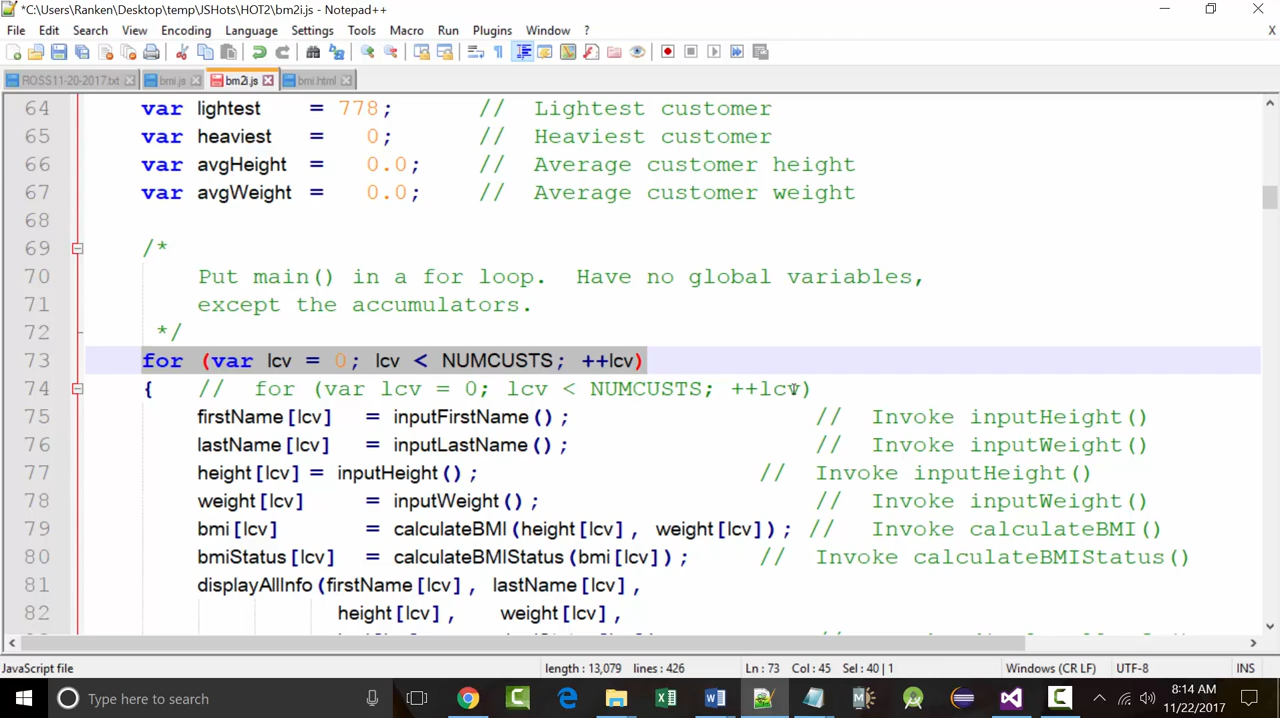 *C:\Users\Ranken\Desktop\temp\JSHots\HOT2\bm2i.js - Notepad++
File Edit Search View Encoding Language Settings Tools Macro Run Plugins Window ? X
ROSS11-20-2017.txt bmi.js bm2i.js bmi.html
64 var lightest = 778; // Lightest customer
65 var heaviest = 0; // Heaviest customer
66 var avgHeight = 0.0; // Average customer height
67 var avgWeight = 0.0; // Average customer weight
68
69 /*
70 Put main() in a for loop. Have no global variables,
71 except the accumulators.
72 */
73 for (var lcv = 0; lcv < NUMCUSTS; ++lcv)
74 { // for (var lcv = 0; lcv < NUMCUSTS; ++lcv)
75 firstName[lcv] = inputFirstName(); // Invoke inputHeight()
76 lastName[lcv] = inputLastName(); // Invoke inputWeight()
77 height[lcv] = inputHeight(); // Invoke inputHeight()
78 weight[lcv] = inputWeight(); // Invoke inputWeight()
79 bmi[lcv] = calculateBMI(height[lcv], weight[lcv]); // Invoke calculateBMI()
80 bmiStatus[lcv] = calculateBMIStatus(bmi[lcv]); // Invoke calculateBMIStatus()
81 displayAllInfo(firstName[lcv], lastName[lcv],
82 height[lcv], weight[lcv],
JavaScript file length : 13,079 lines : 426 Ln : 73 Col : 45 Sel : 40 | 1 Windows (CR LF) UTF-8 INS
Type here to search
8:14 AM
11/22/2017